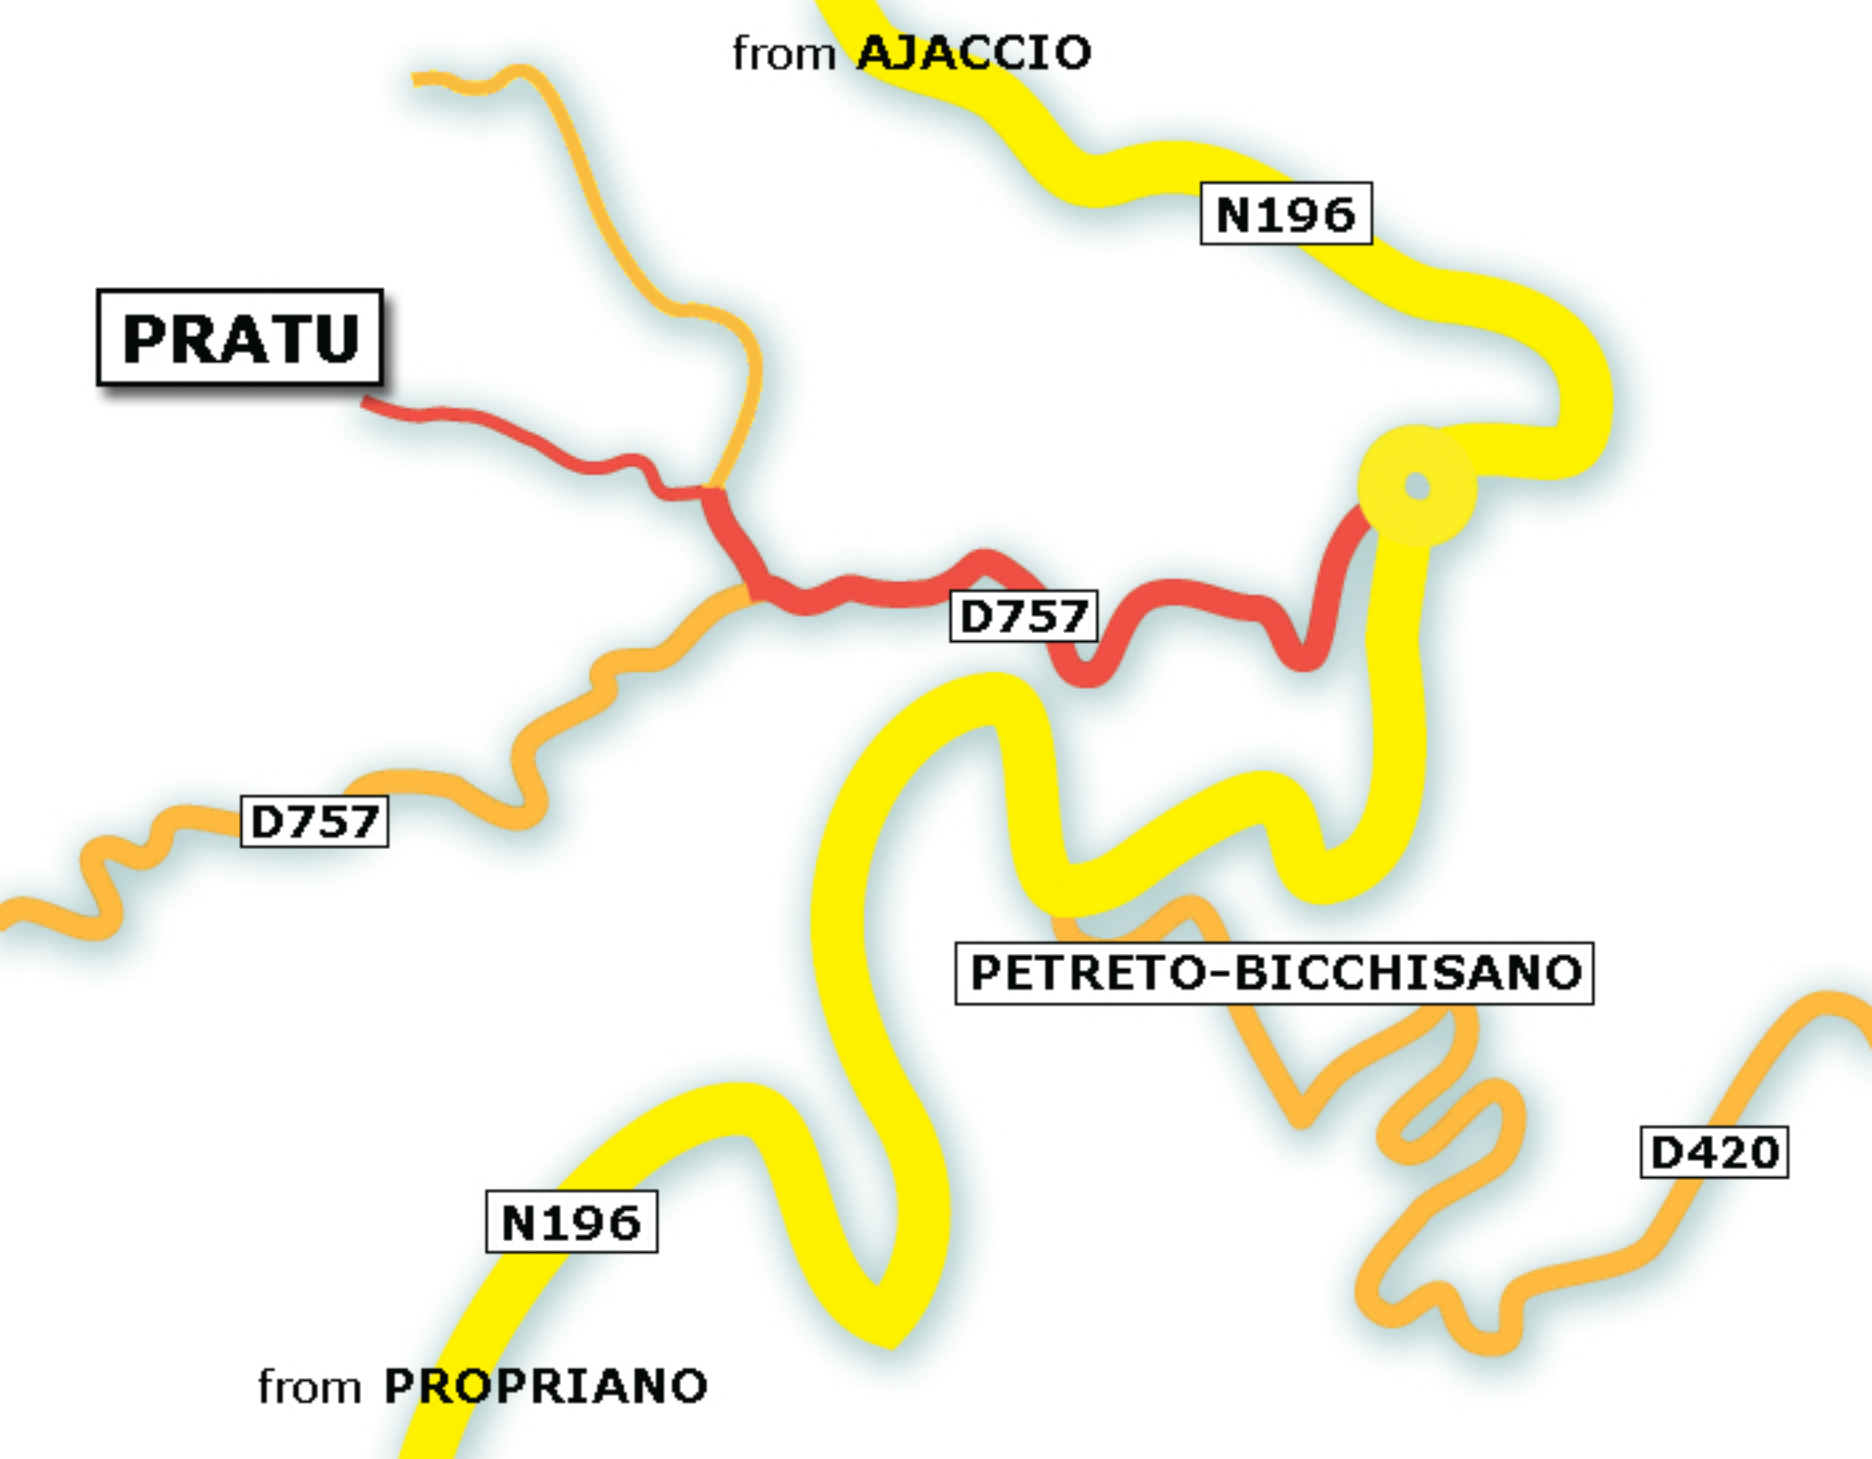 from AJACCIO
N196
PRATU
D757
D757
PETRETO-BICCHISANO
D420
N196
from PROPRIANO